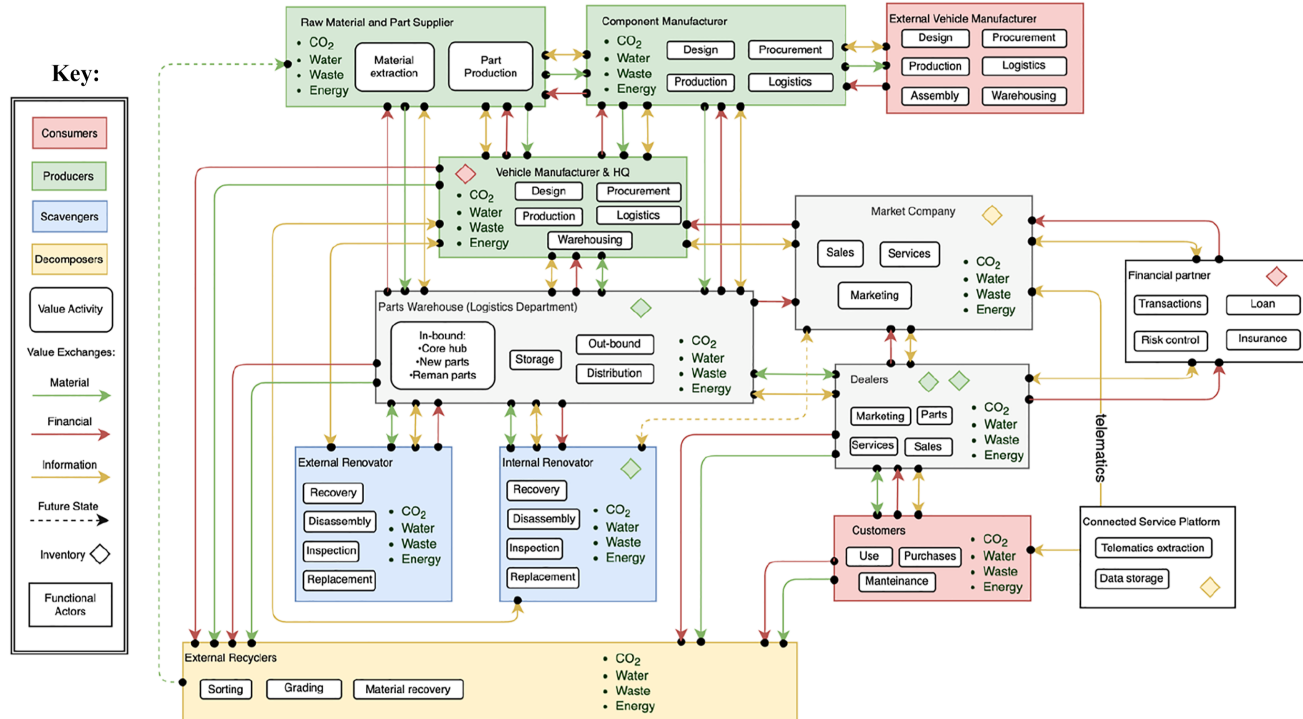 Key:
Consumers
Producers
Scavengers
Decomposers
Value Activity
Value Exchanges:
Material
Financial
Information
Future State
Inventory
Functional
Actors
Raw Material and Part Supplier
• CO2
• Water
• Waste
• Energy
Material
extraction
Part
Production
Component Manufacturer
• CO2
• Water
• Waste
• Energy
Design
Procurement
Production
Logistics
External Vehicle Manufacturer
Design
Procurement
Production
Logistics
Assembly
Warehousing
Vehicle Manufacturer & HQ
• CO2
• Water
• Waste
• Energy
Design
Procurement
Production
Logistics
Warehousing
Market Company
Sales
Services
Marketing
• CO2
• Water
• Waste
• Energy
Financial partner
Transactions
Loan
Risk control
Insurance
Parts Warehouse (Logistics Department)
In-bound:
•Core hub
•New parts
•Reman parts
Storage
Out-bound
Distribution
• CO2
• Water
• Waste
• Energy
Dealers
Marketing
Parts
Services
Sales
• CO2
• Water
• Waste
• Energy
telematics
External Renovator
Recovery
Disassembly
Inspection
Replacement
• CO2
• Water
• Waste
• Energy
Internal Renovator
Recovery
Disassembly
Inspection
Replacement
• CO2
• Water
• Waste
• Energy
Customers
Use
Purchases
Manteinance
• CO2
• Water
• Waste
• Energy
Connected Service Platform
Telematics extraction
Data storage
External Recyclers
Sorting
Grading
Material recovery
• CO2
• Water
• Waste
• Energy